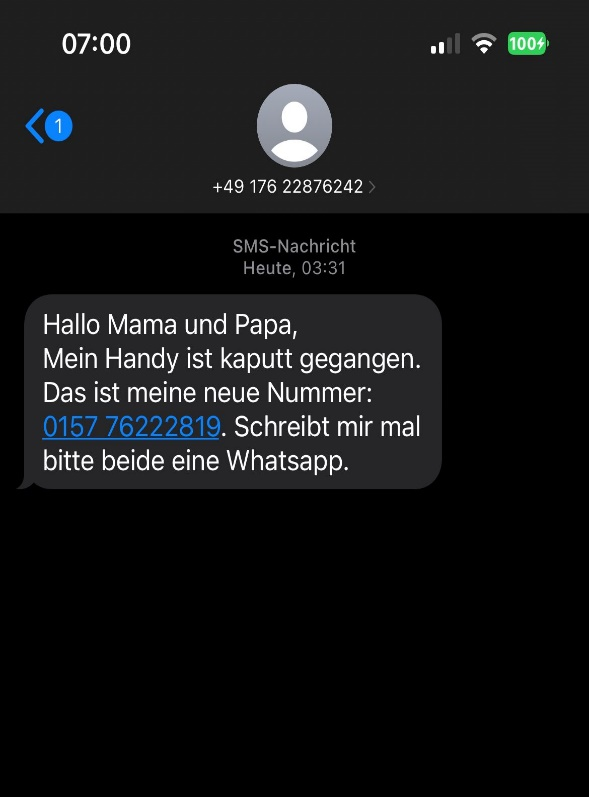 07:00
100
1
+49 176 22876242
SMS-Nachricht
Heute, 03:31
Hallo Mama und Papa,
Mein Handy ist kaputt gegangen.
Das ist meine neue Nummer:
0157 76222819. Schreibt mir mal
bitte beide eine Whatsapp.